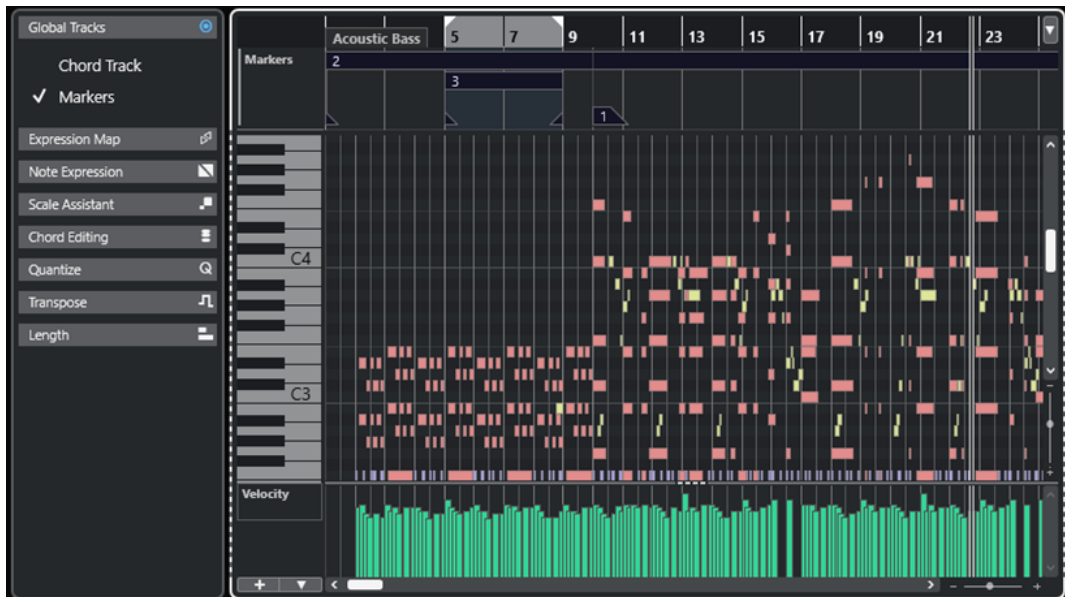 Global Tracks
Chord Track
Markers
Expression Map
Note Expression
Scale Assistant
Chord Editing
Quantize
Q
Transpose
Length
Acoustic Bass
5 7 9 11 13 15 17 19 21 23
Markers
2
3
1
C4
C3
Velocity